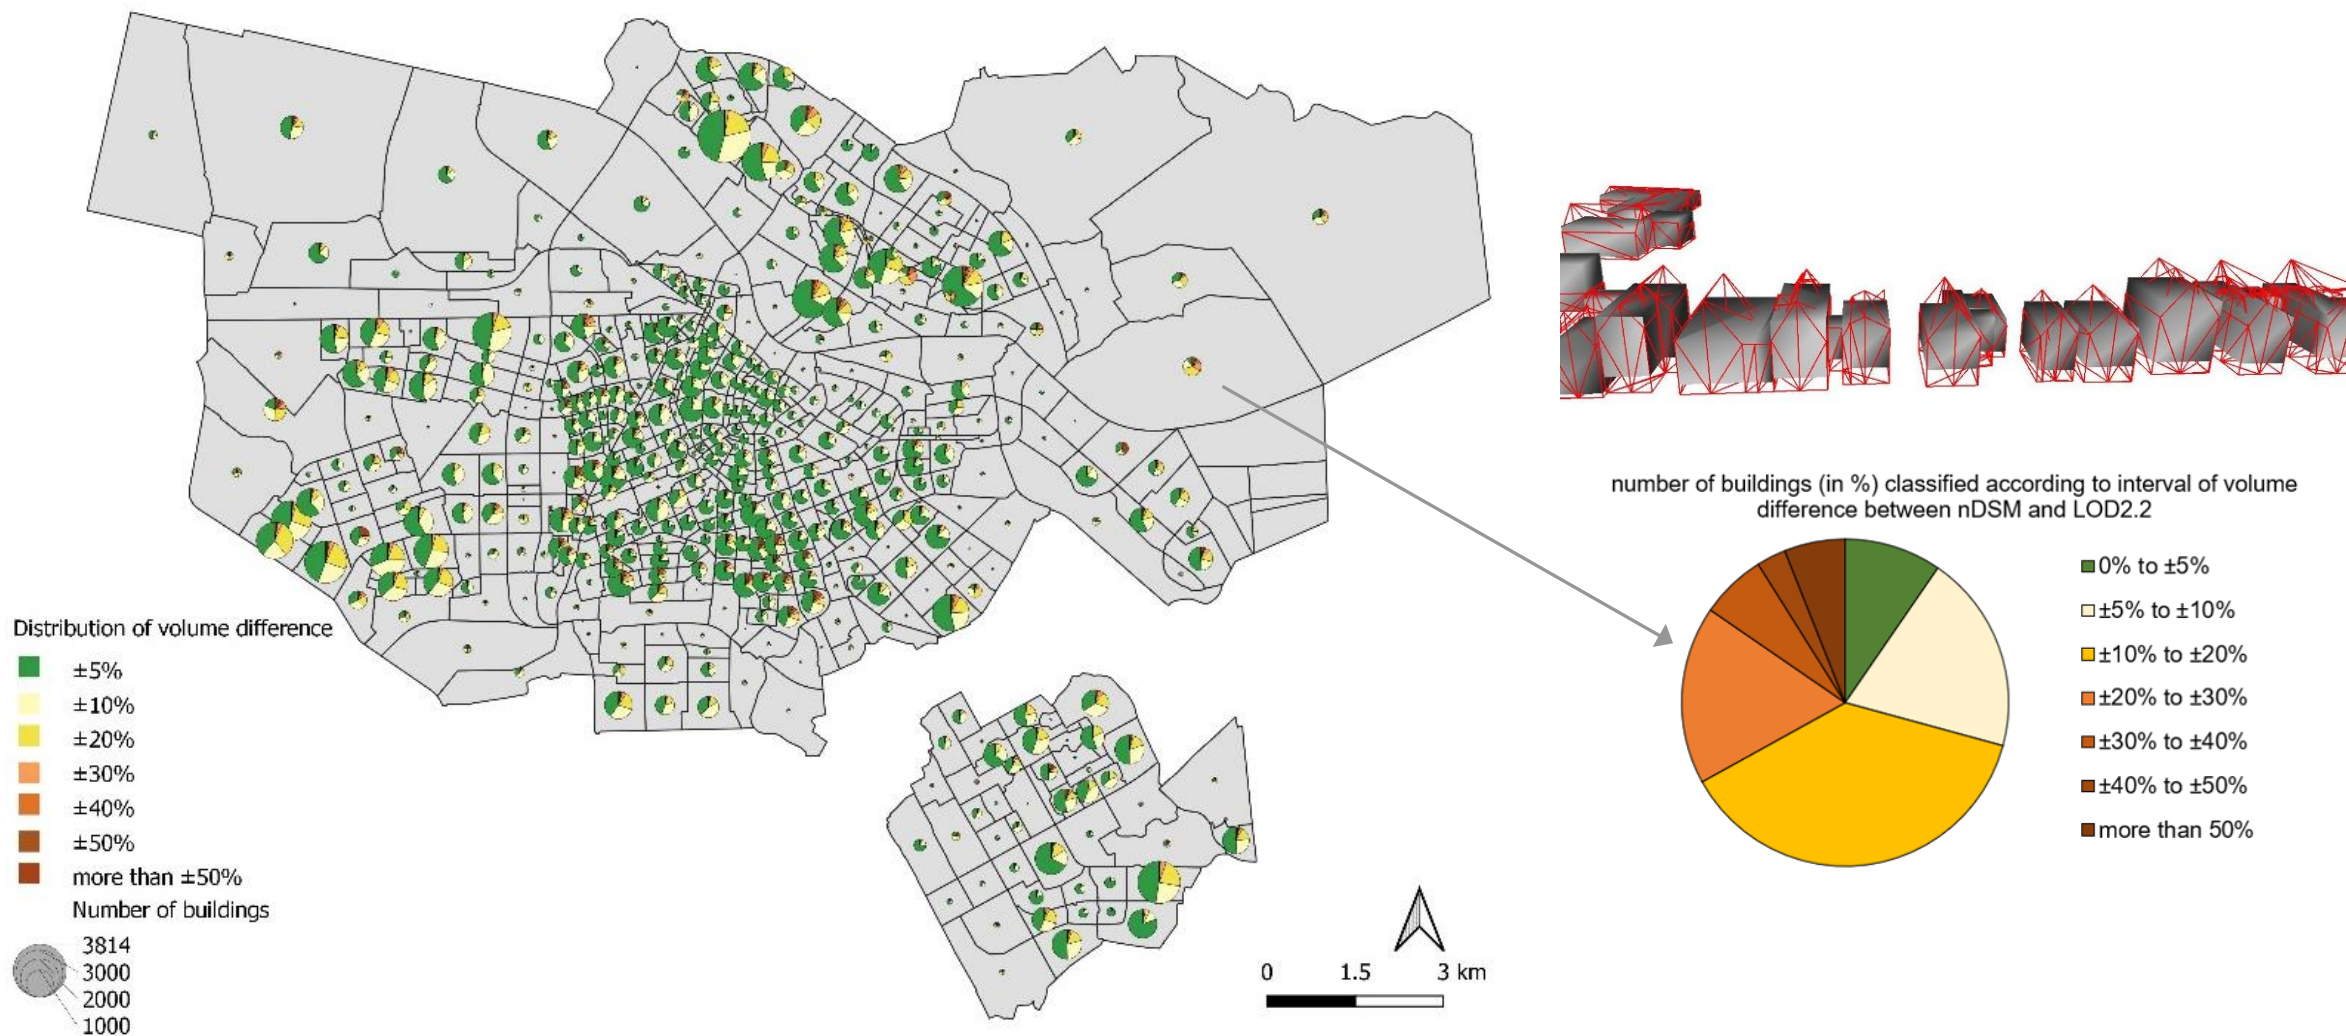 number of buildings (in %) classified according to interval of volume
difference between nDSM and LOD2.2
0% to ±5%
±5% to ±10%
±10% to ±20%
±20% to ±30%
±30% to ±40%
±40% to ±50%
more than 50%
Distribution of volume difference
±5%
±10%
±20%
±30%
±40%
±50%
more than ±50%
Number of buildings
3814
3000
2000
1000
0 1.5 3 km